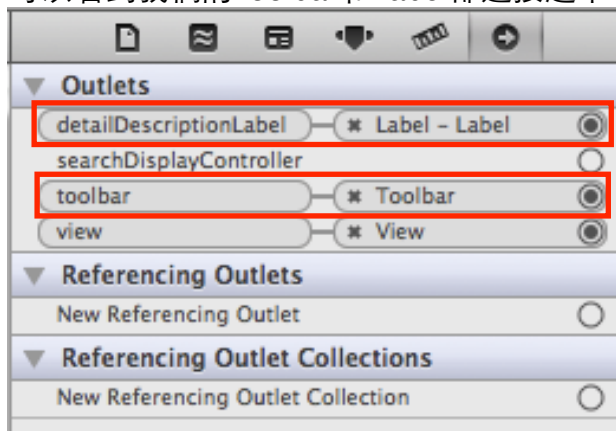 Outlets
detailDescriptionLabel Label - Label
searchDisplayController
toolbar Toolbar
view View
Referencing Outlets
New Referencing Outlet
Referencing Outlet Collections
New Referencing Outlet Collection